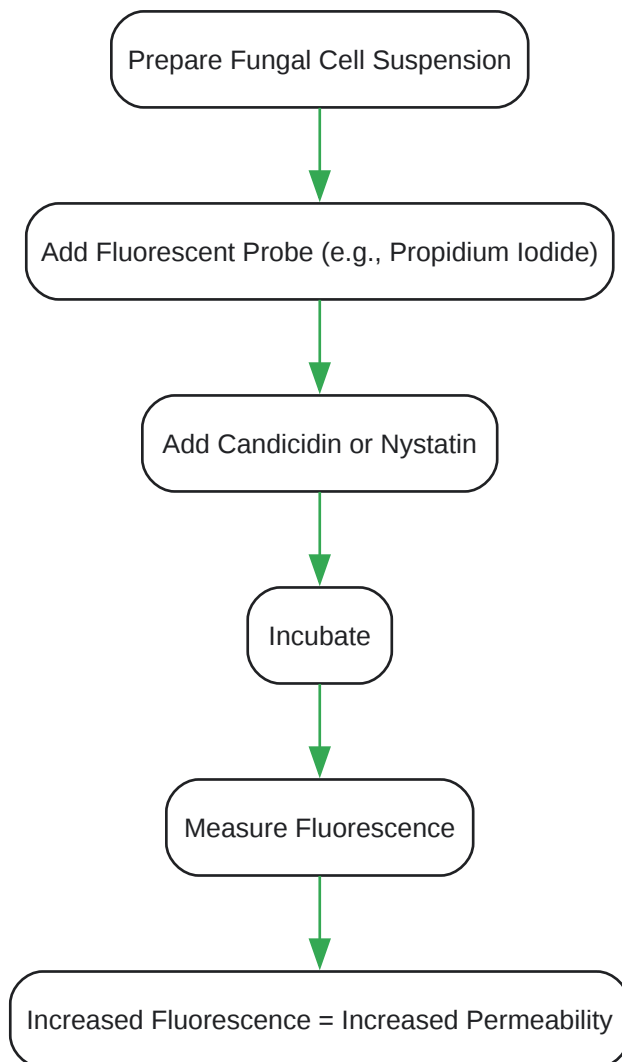 Prepare Fungal Cell Suspension
Add Fluorescent Probe (e.g., Propidium Iodide)
Add Candicidin or Nystatin
Incubate
Measure Fluorescence
Increased Fluorescence = Increased Permeability